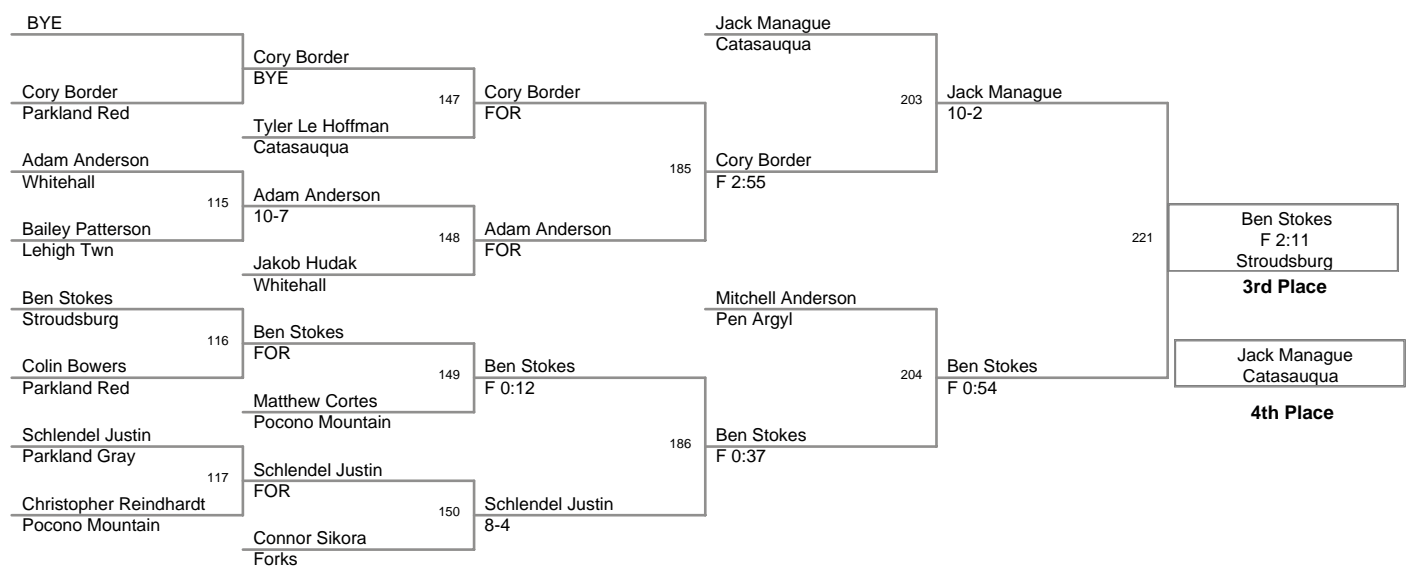 BYE
Cory Border
Parkland Red
Adam Anderson
Whitehall
115
Bailey Patterson
Lehigh Twn
Ben Stokes
Stroudsburg
116
Colin Bowers
Parkland Red
Schlendel Justin
Parkland Gray
117
Christopher Reindhardt
Pocono Mountain
Cory Border
BYE
147
Tyler Le Hoffman
Catasauqua
Adam Anderson
10-7
148
Jakob Hudak
Whitehall
Ben Stokes
FOR
149
Matthew Cortes
Pocono Mountain
Schlendel Justin
FOR
150
Connor Sikora
Forks
Cory Border
FOR
185
Adam Anderson
FOR
Ben Stokes
F 0:12
186
Schlendel Justin
8-4
Jack Manague
Catasauqua
203
Cory Border
F 2:55
Mitchell Anderson
Pen Argyl
204
Ben Stokes
F 0:37
Jack Manague
10-2
221
Ben Stokes
F 0:54
Ben Stokes
F 2:11
Stroudsburg
3rd Place
Jack Manague
Catasauqua
4th Place